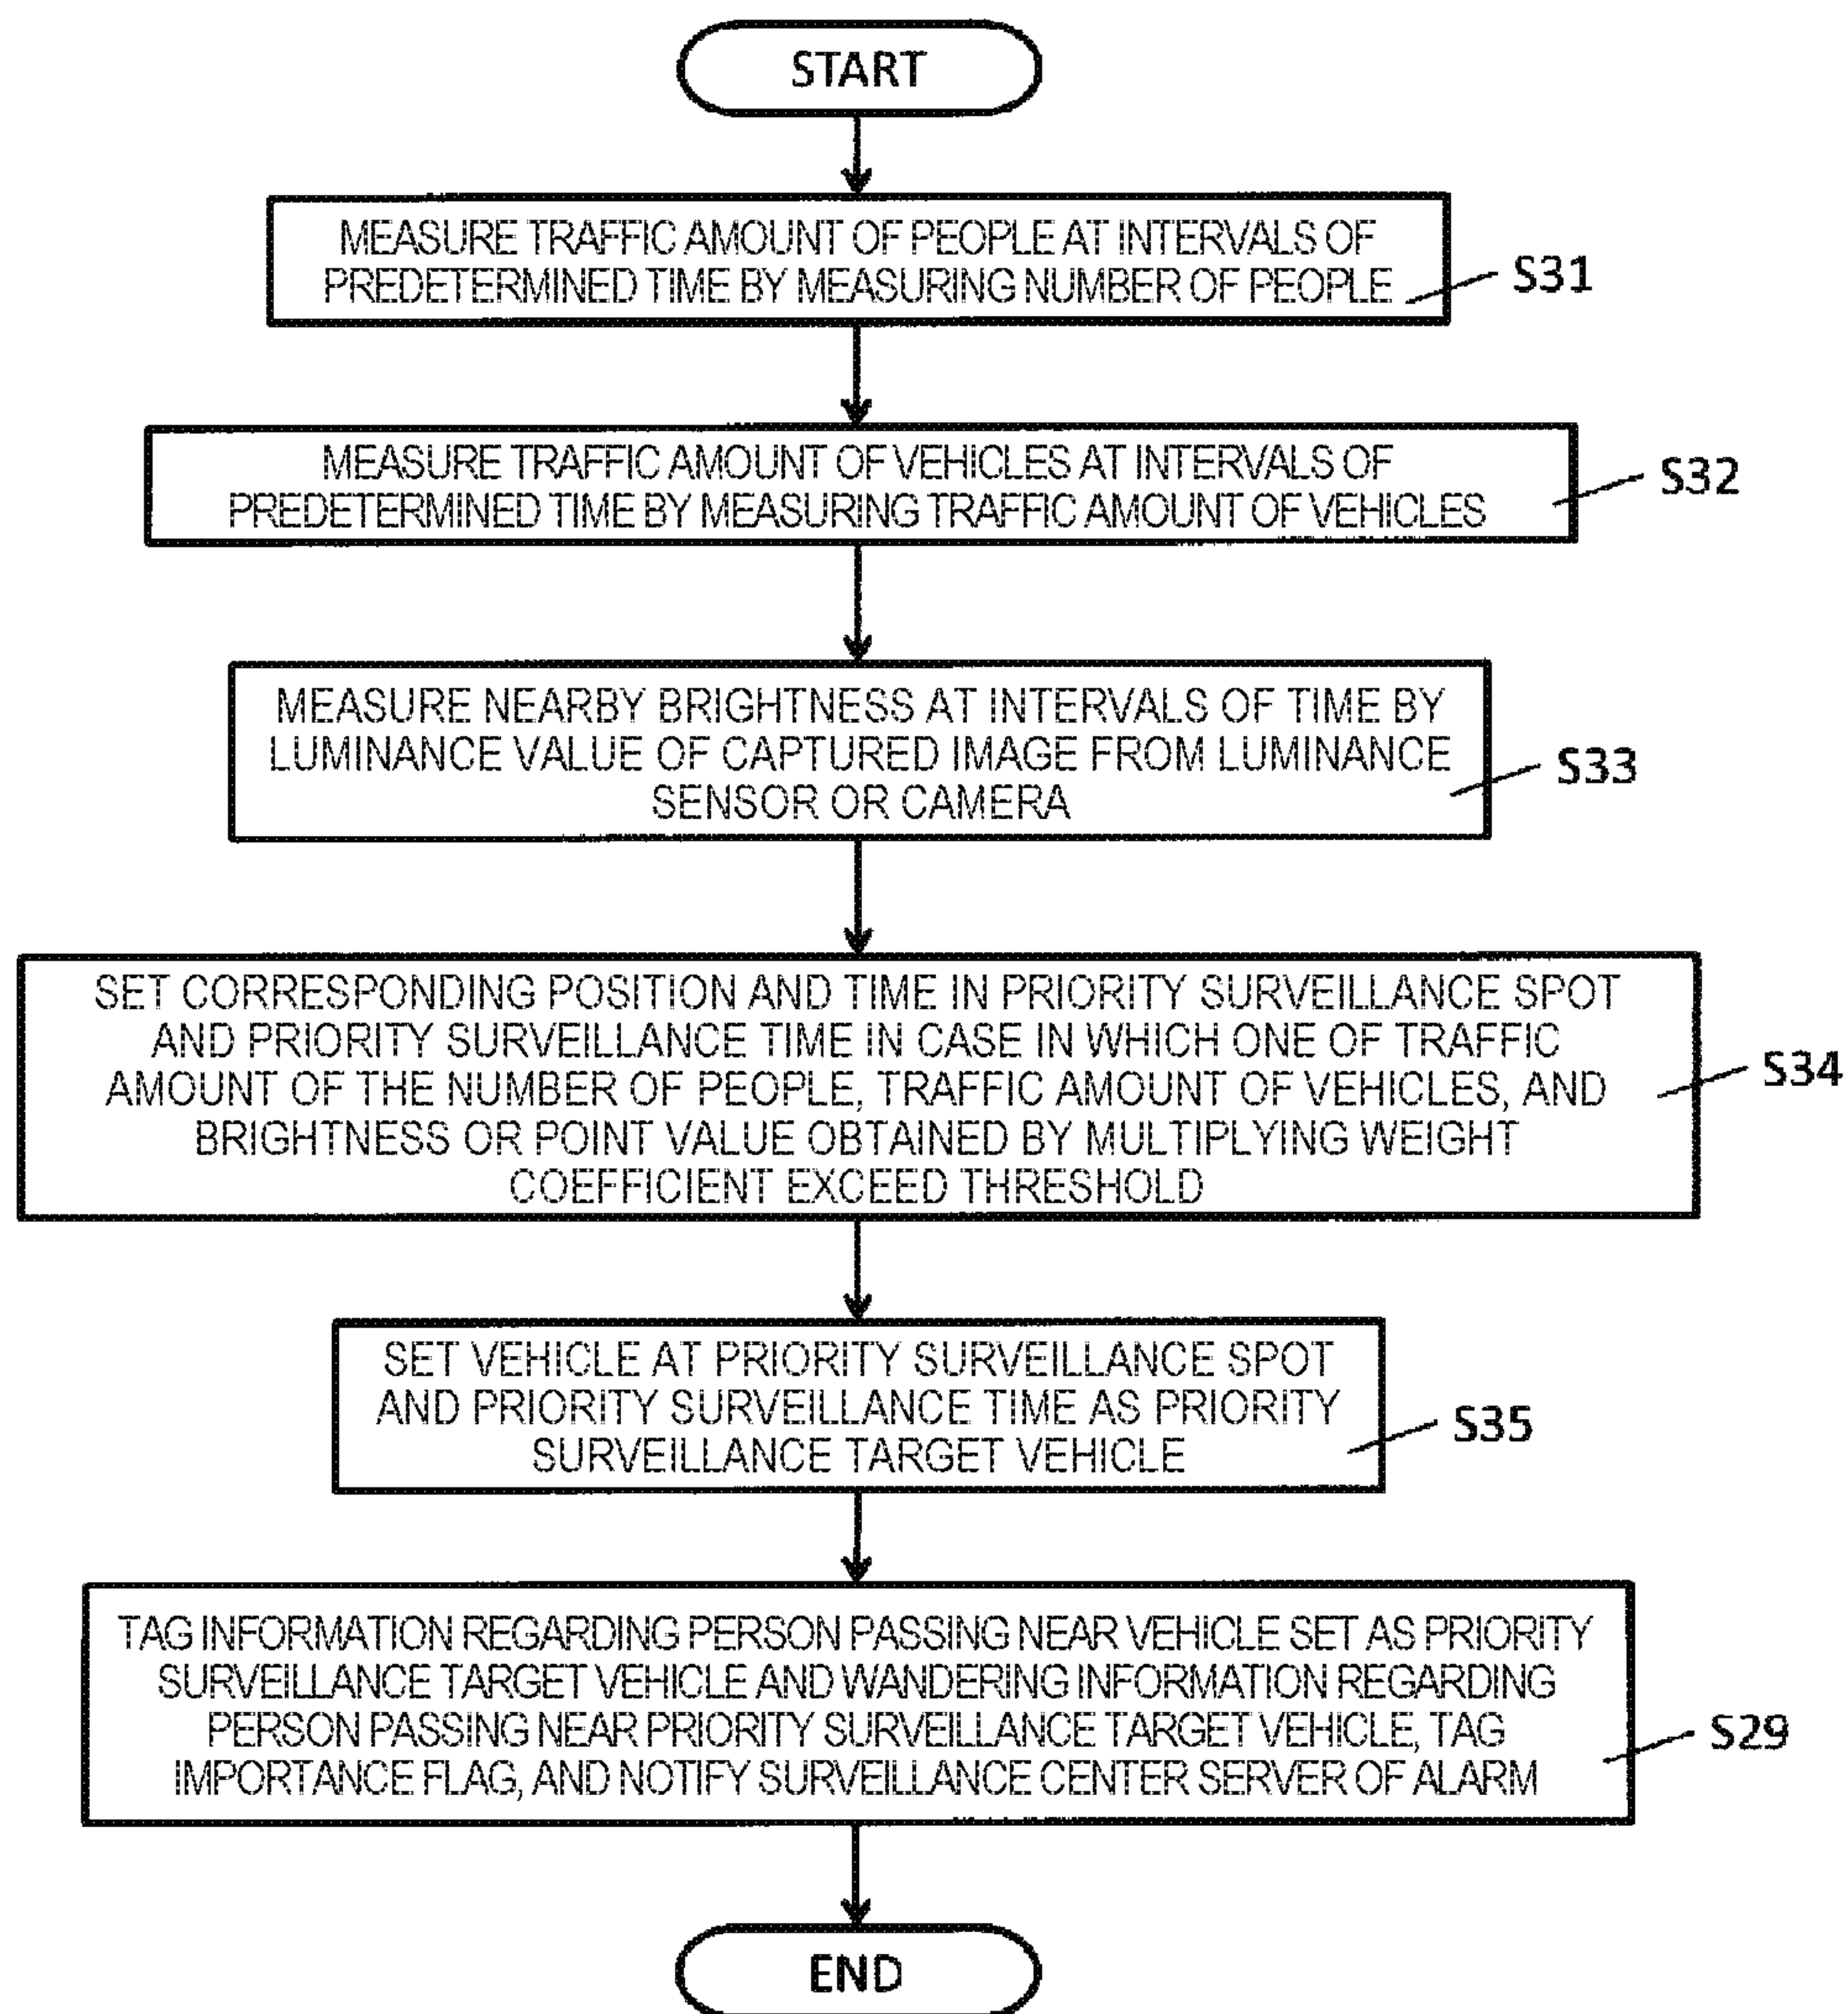 START
MEASURE TRAFFIC AMOUNT OF PEOPLE AT INTERVALS OF
PREDETERMINED TIME BY MEASURING NUMBER OF PEOPLE
S31
MEASURE TRAFFIC AMOUNT OF VEHICLES AT INTERVALS OF
PREDETERMINED TIME BY MEASURING TRAFFIC AMOUNT OF VEHICLES
S32
MEASURE NEARBY BRIGHTNESS AT INTERVALS OF TIME BY
LUMINANCE VALUE OF CAPTURED IMAGE FROM LUMINANCE
SENSOR OR CAMERA
S33
SET CORRESPONDING POSITION AND TIME IN PRIORITY SURVEILLANCE SPOT
AND PRIORITY SURVEILLANCE TIME IN CASE IN WHICH ONE OF TRAFFIC
AMOUNT OF THE NUMBER OF PEOPLE, TRAFFIC AMOUNT OF VEHICLES, AND
BRIGHTNESS OR POINT VALUE OBTAINED BY MULTIPLYING WEIGHT
COEFFICIENT EXCEED THRESHOLD
S34
SET VEHICLE AT PRIORITY SURVEILLANCE SPOT
AND PRIORITY SURVEILLANCE TIME AS PRIORITY
SURVEILLANCE TARGET VEHICLE
S35
TAG INFORMATION REGARDING PERSON PASSING NEAR VEHICLE SET AS PRIORITY
SURVEILLANCE TARGET VEHICLE AND WANDERING INFORMATION REGARDING
PERSON PASSING NEAR PRIORITY SURVEILLANCE TARGET VEHICLE, TAG
IMPORTANCE FLAG, AND NOTIFY SURVEILLANCE CENTER SERVER OF ALARM
S29
END